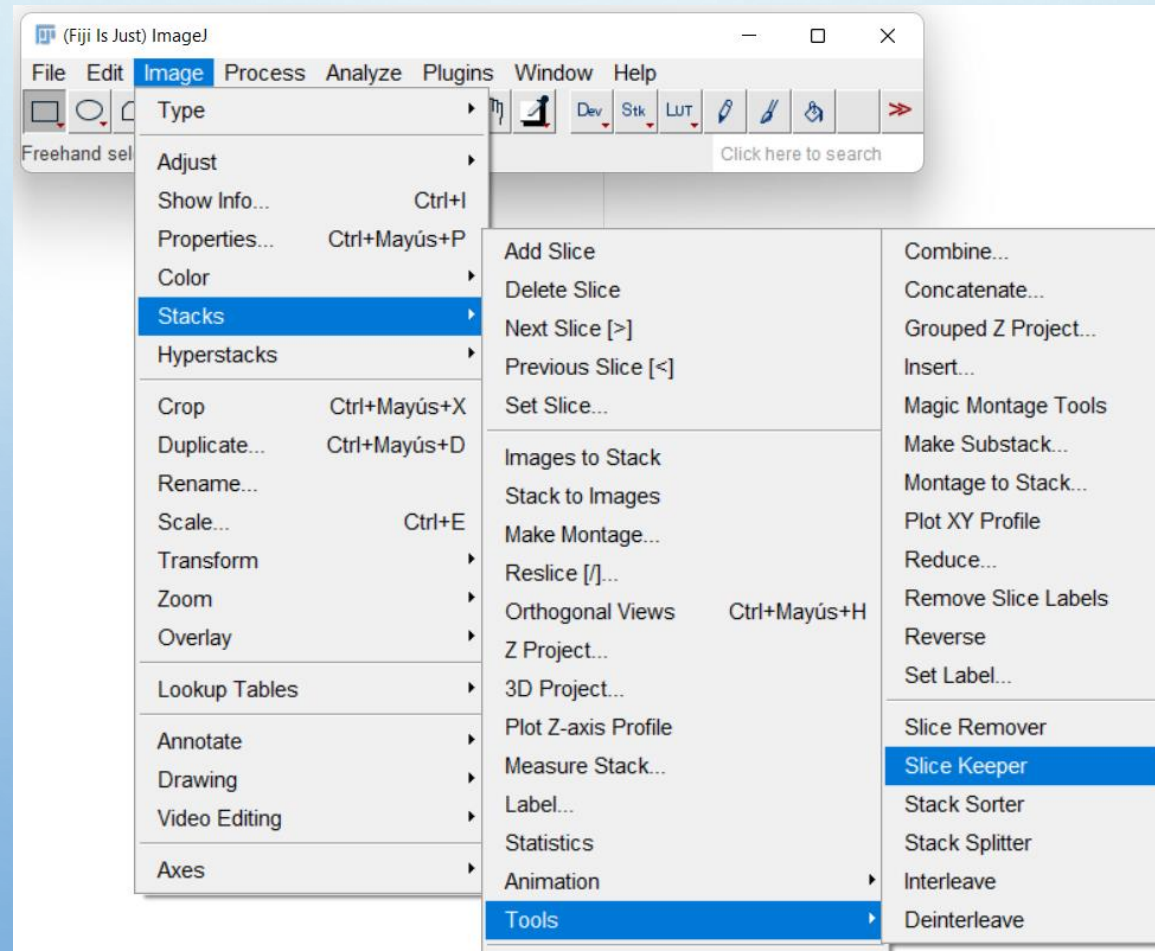 (Fiji Is Just) ImageJ
File Edit Image Process Analyze Plugins Window Help
Dev Stk LUT
Freehand sel
Click here to search
Type
Adjust
Show Info... Ctrl+I
Properties... Ctrl+Mayús+P
Color
Stacks
Hyperstacks
Crop Ctrl+Mayús+X
Duplicate... Ctrl+Mayús+D
Rename...
Scale... Ctrl+E
Transform
Zoom
Overlay
Lookup Tables
Annotate
Drawing
Video Editing
Axes
Add Slice
Delete Slice
Next Slice [>]
Previous Slice [<]
Set Slice...
Images to Stack
Stack to Images
Make Montage...
Reslice [/]...
Orthogonal Views Ctrl+Mayús+H
Z Project...
3D Project...
Plot Z-axis Profile
Measure Stack...
Label...
Statistics
Animation
Tools
Combine...
Concatenate...
Grouped Z Project...
Insert...
Magic Montage Tools
Make Substack...
Montage to Stack...
Plot XY Profile
Reduce...
Remove Slice Labels
Reverse
Set Label...
Slice Remover
Slice Keeper
Stack Sorter
Stack Splitter
Interleave
Deinterleave